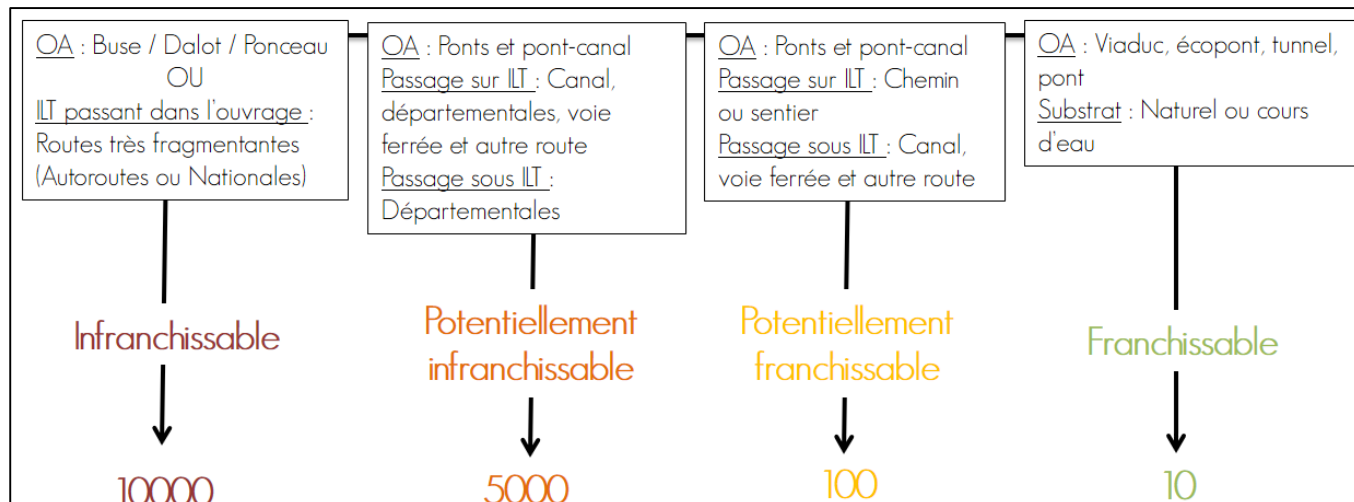 OA : Buse / Dalot / Ponceau
OU
ILT passant dans l'ouvrage :
Routes très fragmentantes
(Autoroutes ou Nationales)
OA : Ponts et pont-canal
Passage sur ILT : Canal,
départementales, voie
ferrée et autre route
Passage sous ILT :
Départementales
OA : Ponts et pont-canal
Passage sur ILT : Chemin
ou sentier
Passage sous ILT : Canal,
voie ferrée et autre route
OA : Viaduc, écopont, tunnel,
pont
Substrat : Naturel ou cours
d'eau
Infranchissable
Potentiellement
infranchissable
Potentiellement
franchissable
Franchissable
10000
5000
100
10